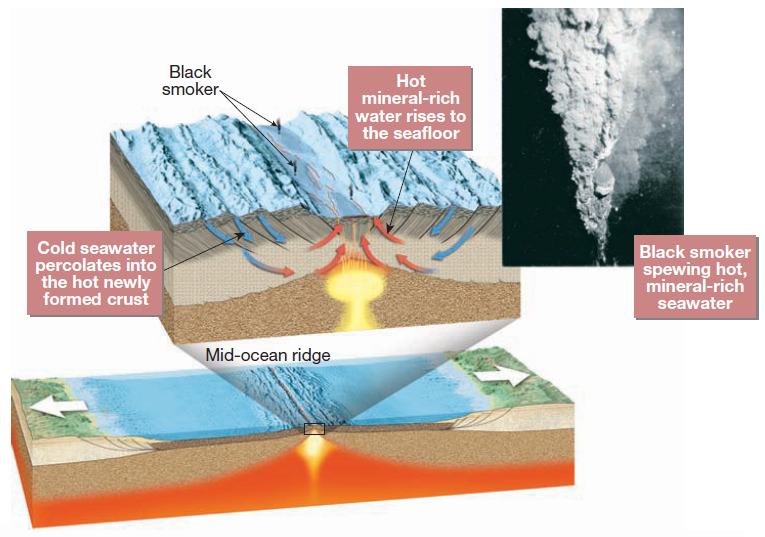 Black
smoker
Hot
mineral-rich
water rises to
the seafloor
Cold seawater
percolates into
the hot newly
formed crust
Black smoker
spewing hot,
mineral-rich
seawater
Mid-ocean ridge